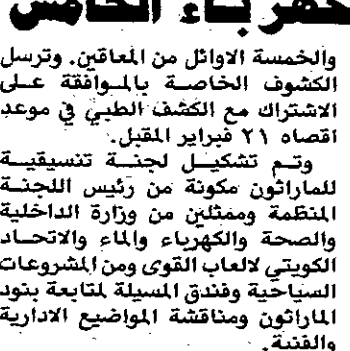 كهرباء الخامس
والخمسة الاوائل من المعاقين. وترسل
الكشوف الخاصة بالموافقة على
الاشتراك مع الكشف الطبي في موعد
اقصاه ٢١ فبراير المقبل.
وتم تشكيل لجنة تنسيقية
للماراثون مكونة من رئيس اللجنة
المنظمة وممثلين من وزارة الداخلية
والصحة والكهرباء والماء والاتحاد
الكويتي لالعاب القوى ومن المشروعات
السياحية وفندق المسيلة لمتابعة بنود
الماراثون ومناقشة المواضيع الادارية
والفنية.